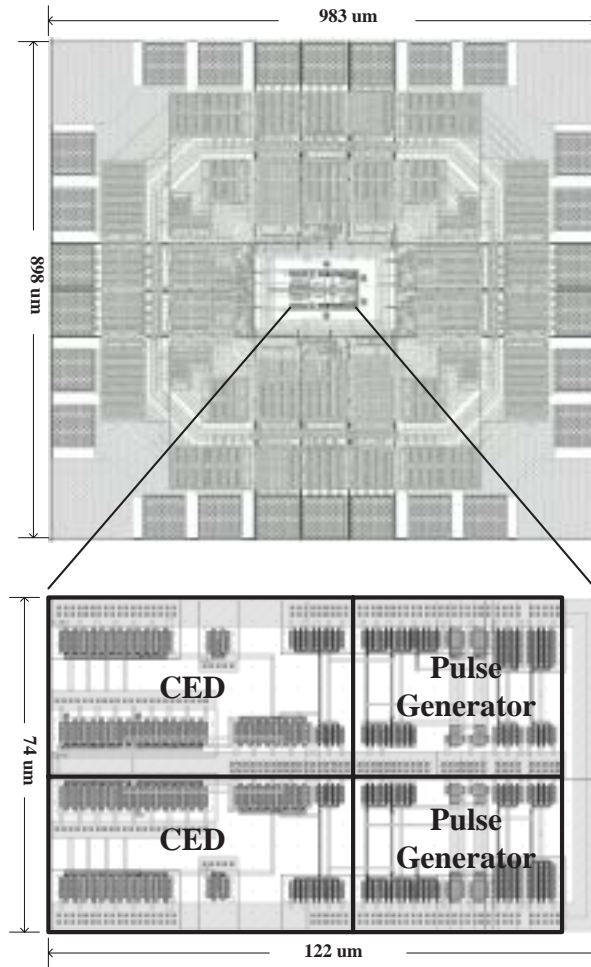 983 um
898 um
CED
Pulse
Generator
74 um
CED
Pulse
Generator
122 um